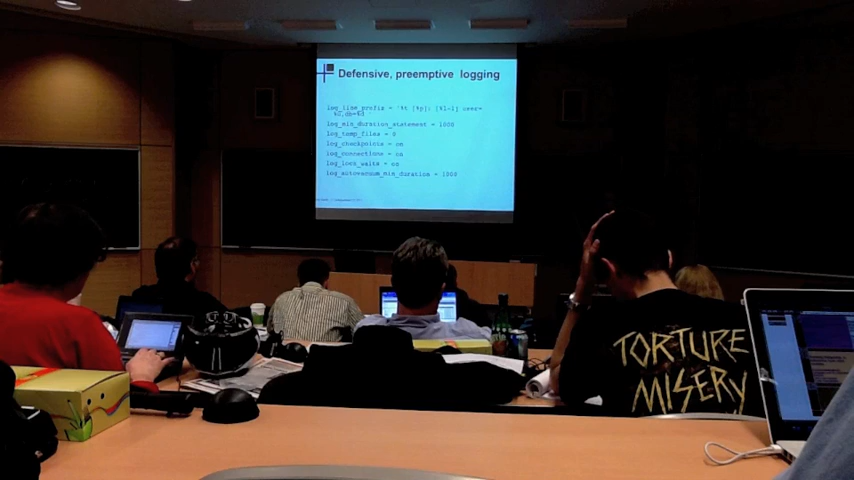 Defensive, preemptive logging
log_line_prefix = '%t [%p]: [%l-1] user=
%u,db=%d '
log_min_duration_statement = 1000
log_temp_files = 0
log_checkpoints = on
log_connections = on
log_lock_waits = on
log_autovacuum_min_duration = 1000
TORTURE
MISERY